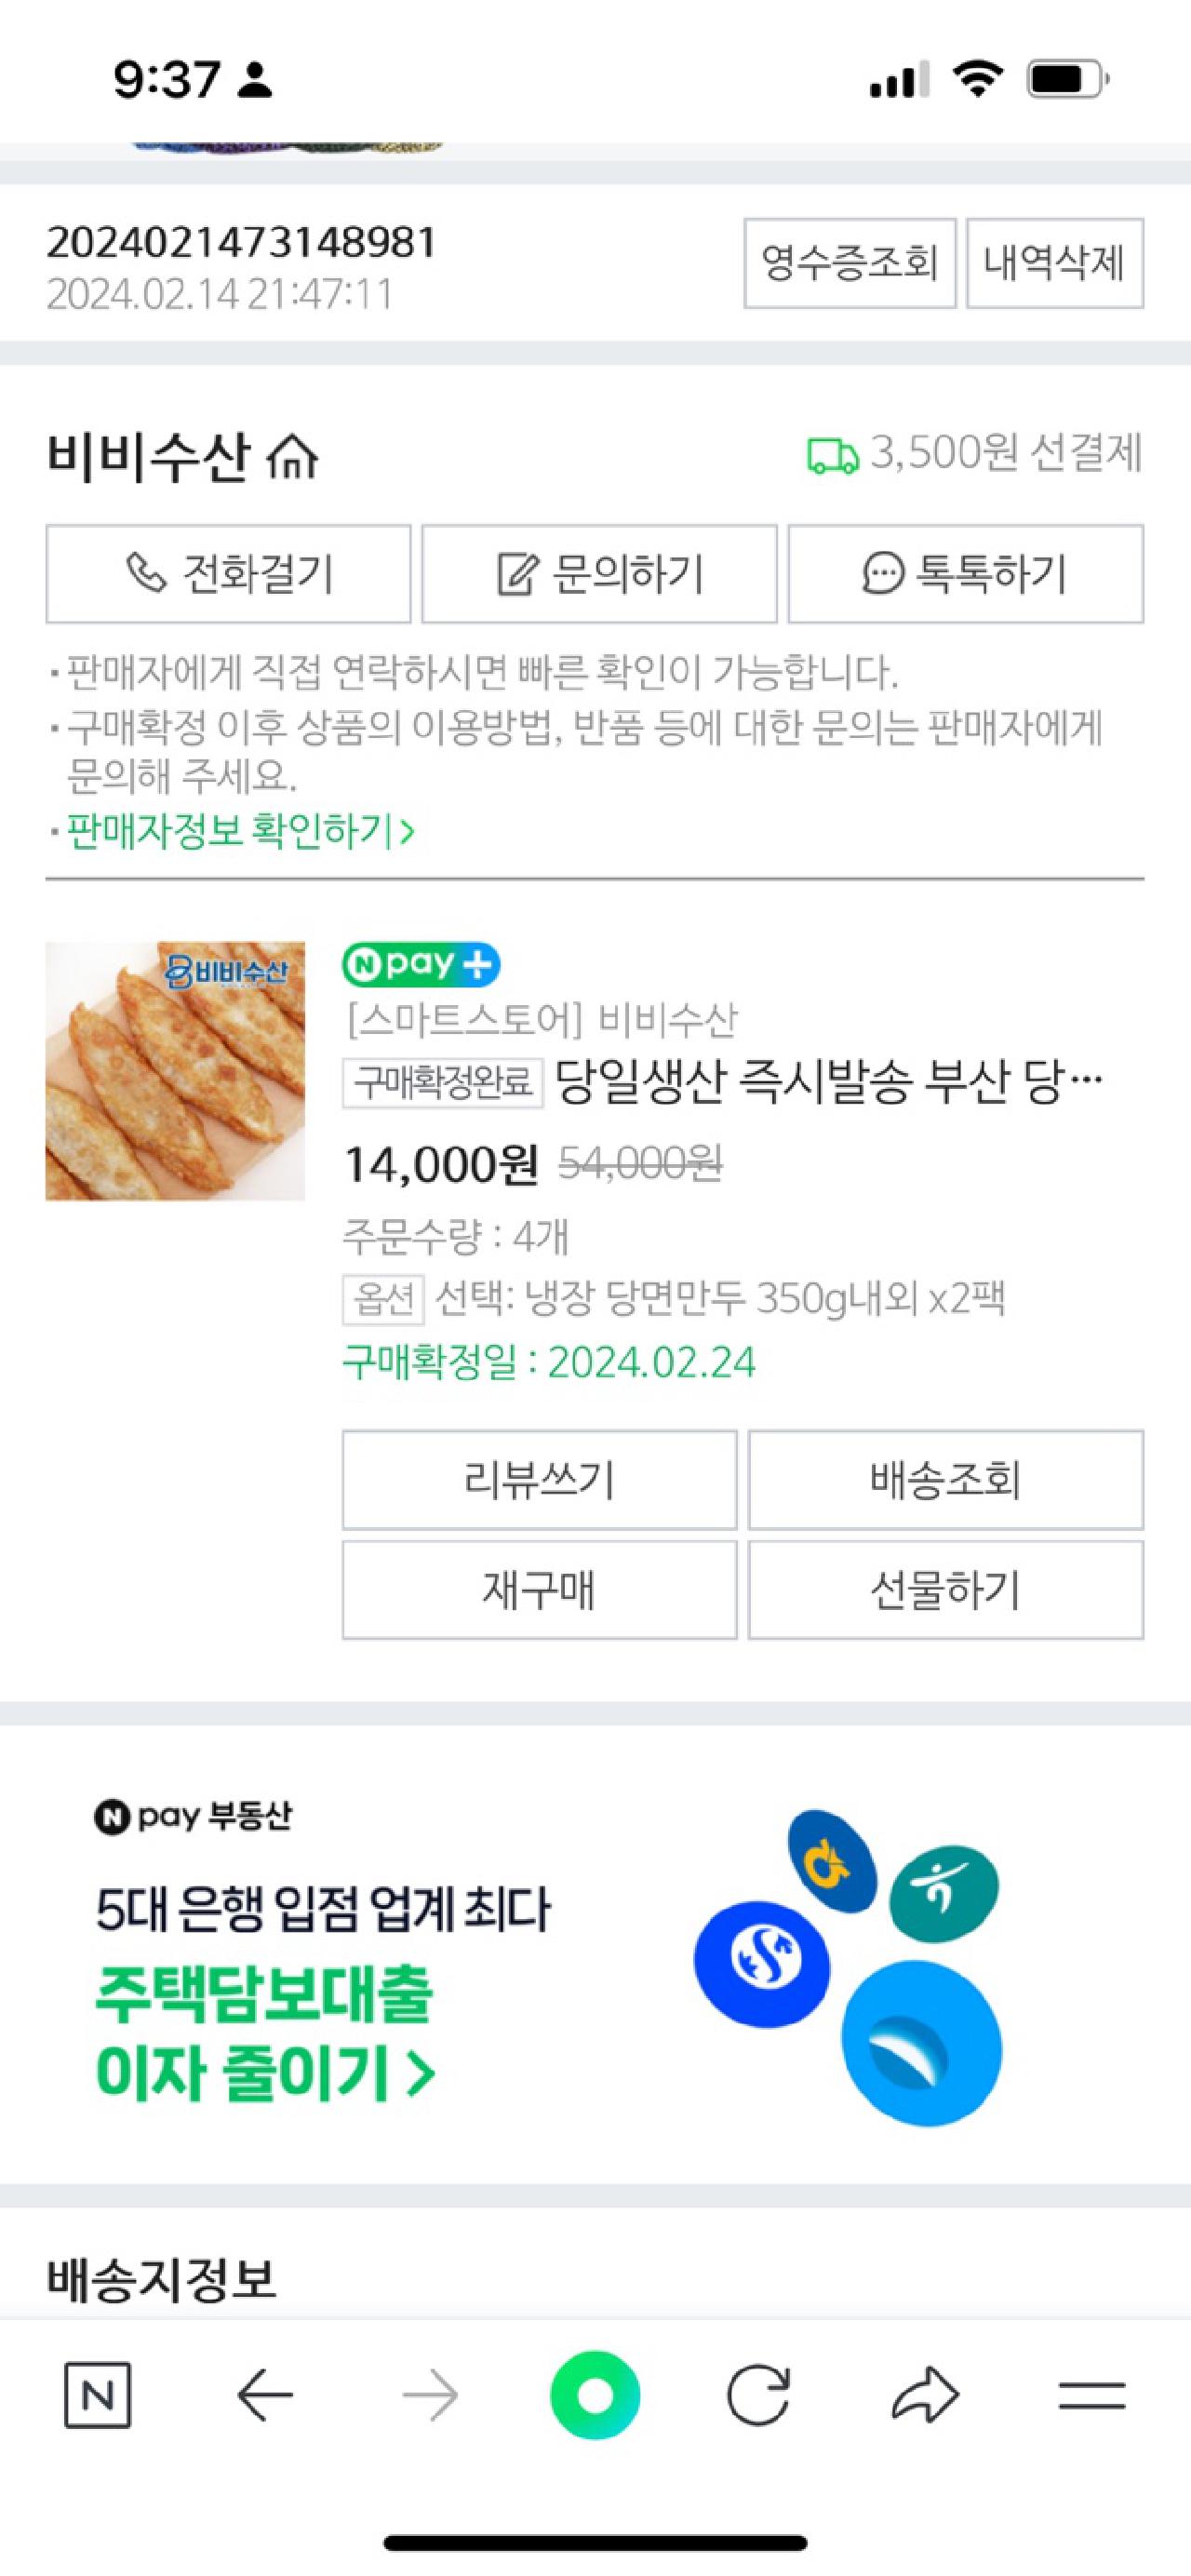 9:37
2024021473148981
2024.02.14 21:47:11
영수증조회
내역삭제
비비수산
3,500원 선결제
전화걸기
문의하기
톡톡하기
· 판매자에게 직접 연락하시면 빠른 확인이 가능합니다.
· 구매확정 이후 상품의 이용방법, 반품 등에 대한 문의는 판매자에게
문의해 주세요.
· 판매자정보 확인하기 >
비비수산
N pay +
[스마트스토어] 비비수산
구매확정완료 당일생산 즉시발송 부산 당…
14,000원 54,000원
주문수량 : 4개
옵션 선택: 냉장 당면만두 350g내외 x2팩
구매확정일 : 2024.02.24
리뷰쓰기
배송조회
재구매
선물하기
N pay 부동산
5대 은행 입점 업계 최다
주택담보대출
이자 줄이기 >
배송지정보
N